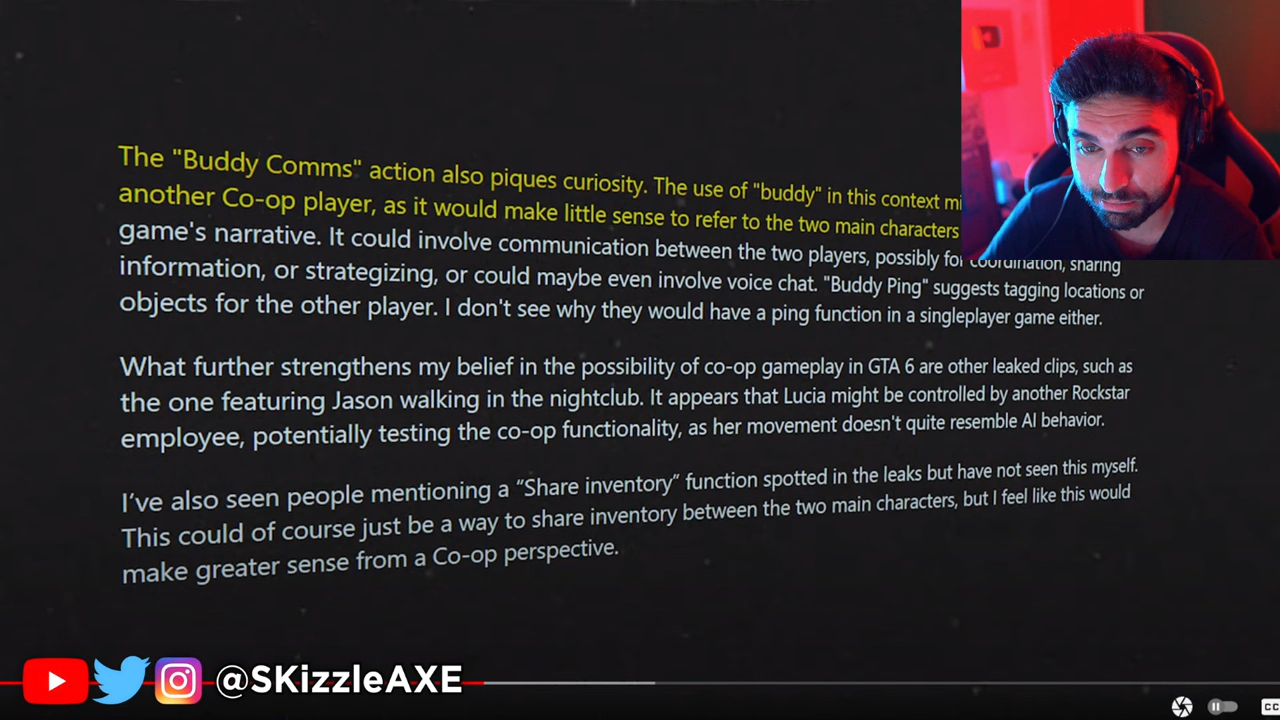 The "Buddy Comms" action also piques curiosity. The use of "buddy" in this context
another Co-op player, as it would make little sense to refer to the two main characters
game's narrative. It could involve communication between the two players, possibly for coordination, sharing
information, or strategizing, or could maybe even involve voice chat. "Buddy Ping" suggests tagging locations or
objects for the other player. I don't see why they would have a ping function in a singleplayer game either.
What further strengthens my belief in the possibility of co-op gameplay in GTA 6 are other leaked clips, such as
the one featuring Jason walking in the nightclub. It appears that Lucia might be controlled by another Rockstar
employee, potentially testing the co-op functionality, as her movement doesn't quite resemble AI behavior.
I've also seen people mentioning a “Share inventory“ function spotted in the leaks but have not seen this myself.
This could of course just be a way to share inventory between the two main characters, but I feel like this would
make greater sense from a Co-op perspective.
@SKizzleAXE
CC